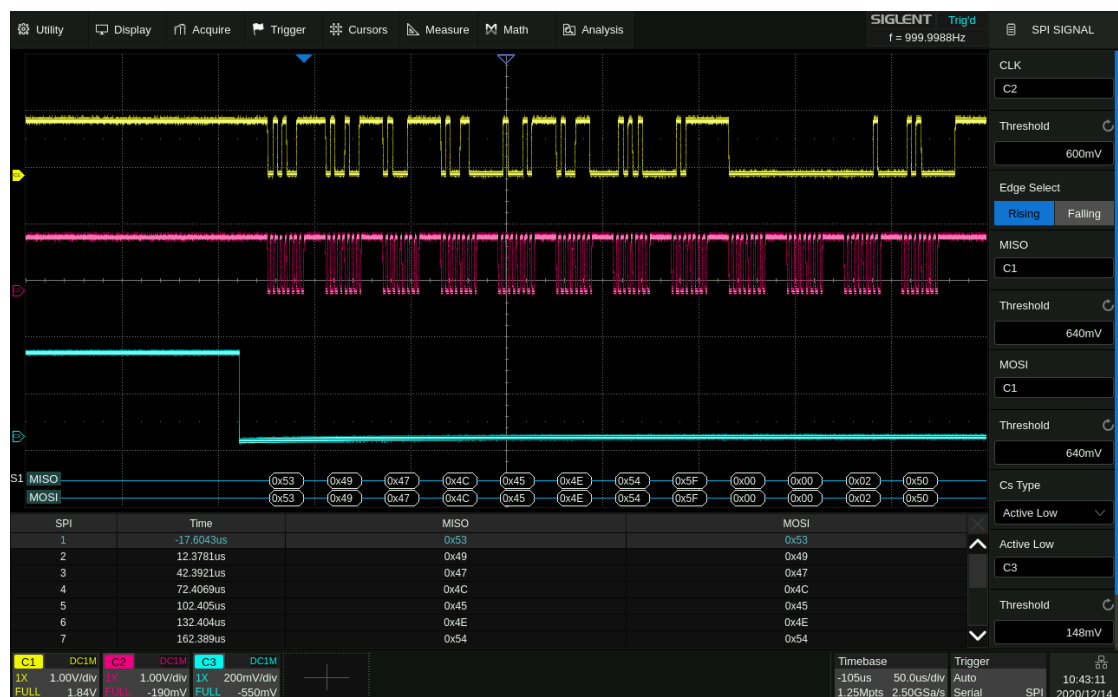 Utility Display Acquire Trigger Cursors Measure Math Analysis SIGLENT Trig'd
f = 999.9988Hz
SPI SIGNAL
CLK
C2
Threshold
600mV
Edge Select
Rising Falling
MISO
C1
Threshold
640mV
MOSI
C1
Threshold
640mV
Cs Type
Active Low
Active Low
C3
Threshold
148mV
C1
C2
C3
S1 MISO 0x53 0x49 0x47 0x4C 0x45 0x4E 0x54 0x5F 0x00 0x00 0x02 0x50
MOSI 0x53 0x49 0x47 0x4C 0x45 0x4E 0x54 0x5F 0x00 0x00 0x02 0x50
SPI Time MISO MOSI
1 -17.6043us 0x53 0x53
2 12.3781us 0x49 0x49
3 42.3921us 0x47 0x47
4 72.4069us 0x4C 0x4C
5 102.405us 0x45 0x45
6 132.404us 0x4E 0x4E
7 162.389us 0x54 0x54
C1 DC1M C2 DC1M C3 DC1M Timebase Trigger
1X 1.00V/div 1X 1.00V/div 1X 200mV/div -105us 50.0us/div Auto 10:43:11
FULL 1.84V FULL -190mV FULL -550mV 1.25Mpts 2.50GSa/s Serial SPI 2020/12/14